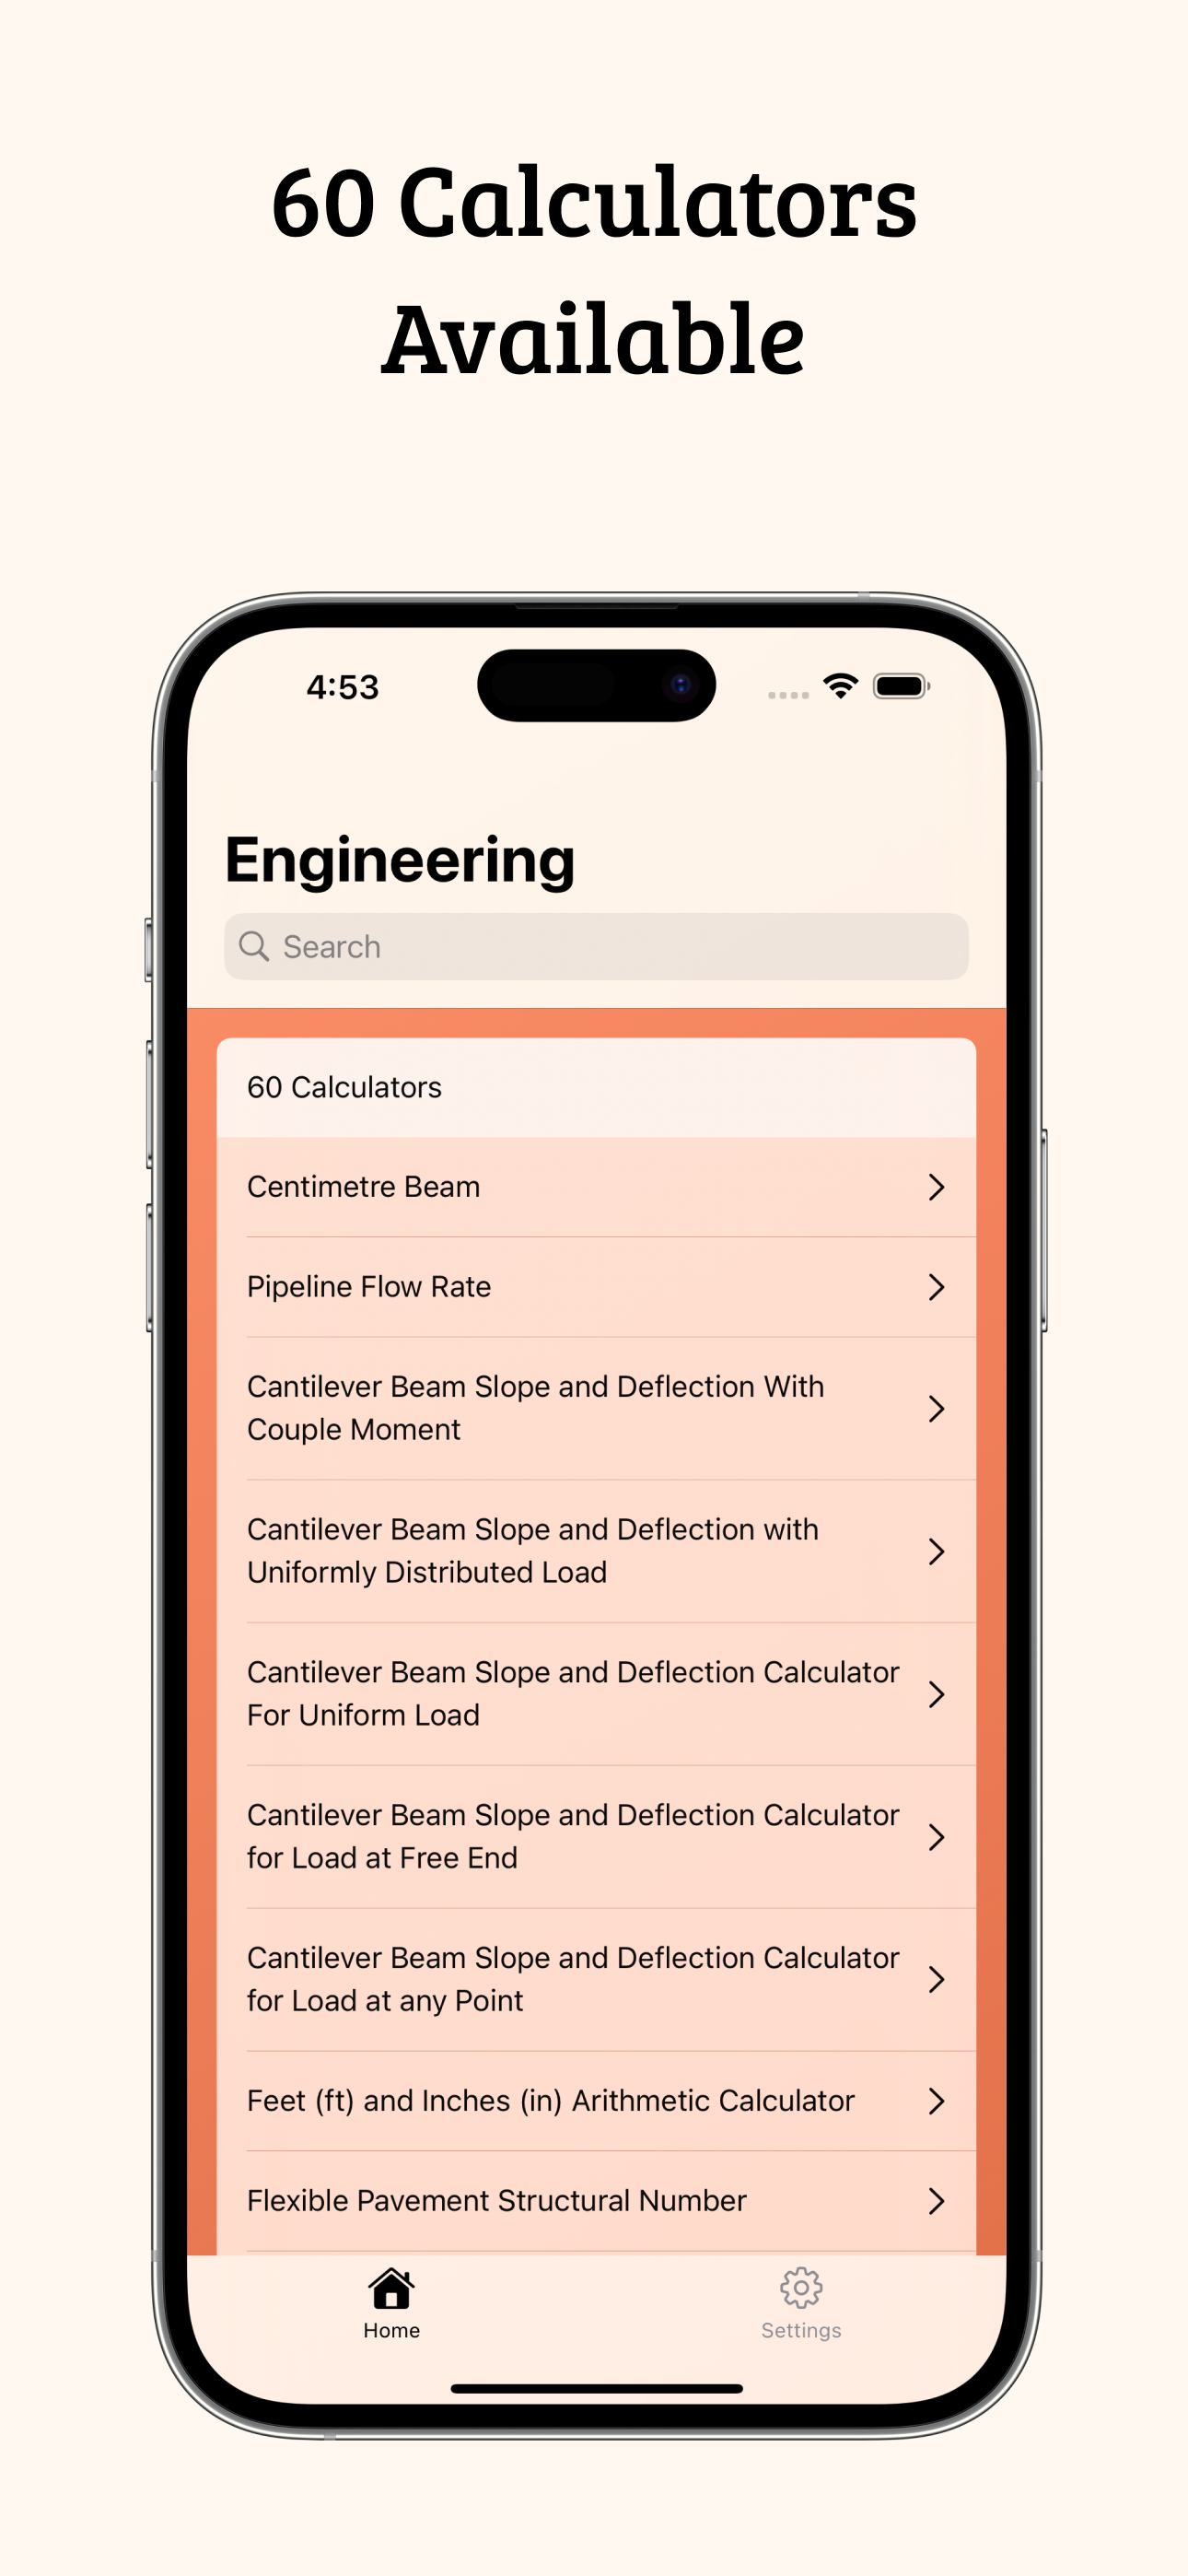 60 Calculators
Available
4:53
Engineering
Search
60 Calculators
Centimetre Beam
Pipeline Flow Rate
Cantilever Beam Slope and Deflection With
Couple Moment
Cantilever Beam Slope and Deflection with
Uniformly Distributed Load
Cantilever Beam Slope and Deflection Calculator
For Uniform Load
Cantilever Beam Slope and Deflection Calculator
for Load at Free End
Cantilever Beam Slope and Deflection Calculator
for Load at any Point
Feet (ft) and Inches (in) Arithmetic Calculator
Flexible Pavement Structural Number
Home
Settings